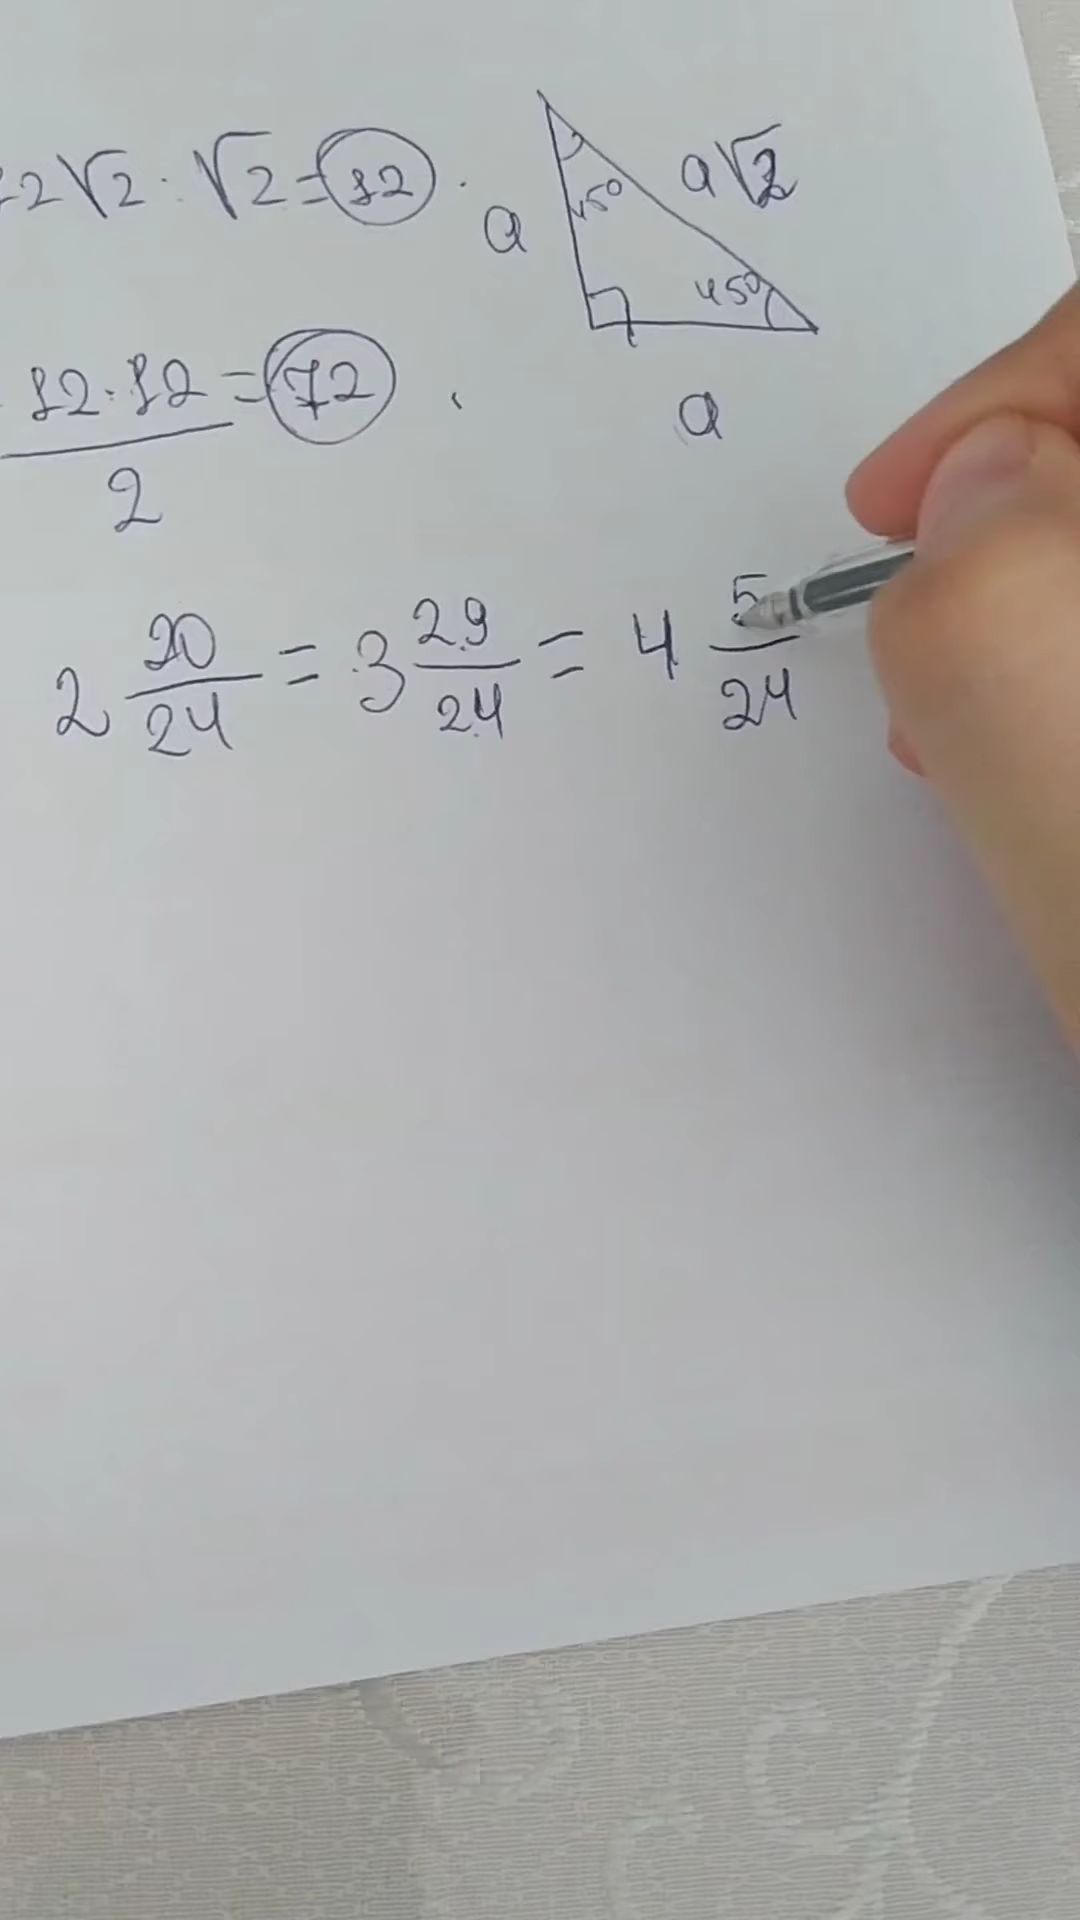 12√2 : √2 = 12
a
45°
a√2
45°
12·12/2 = 72
a
2 20/24 = 3 29/24 = 4 5/24